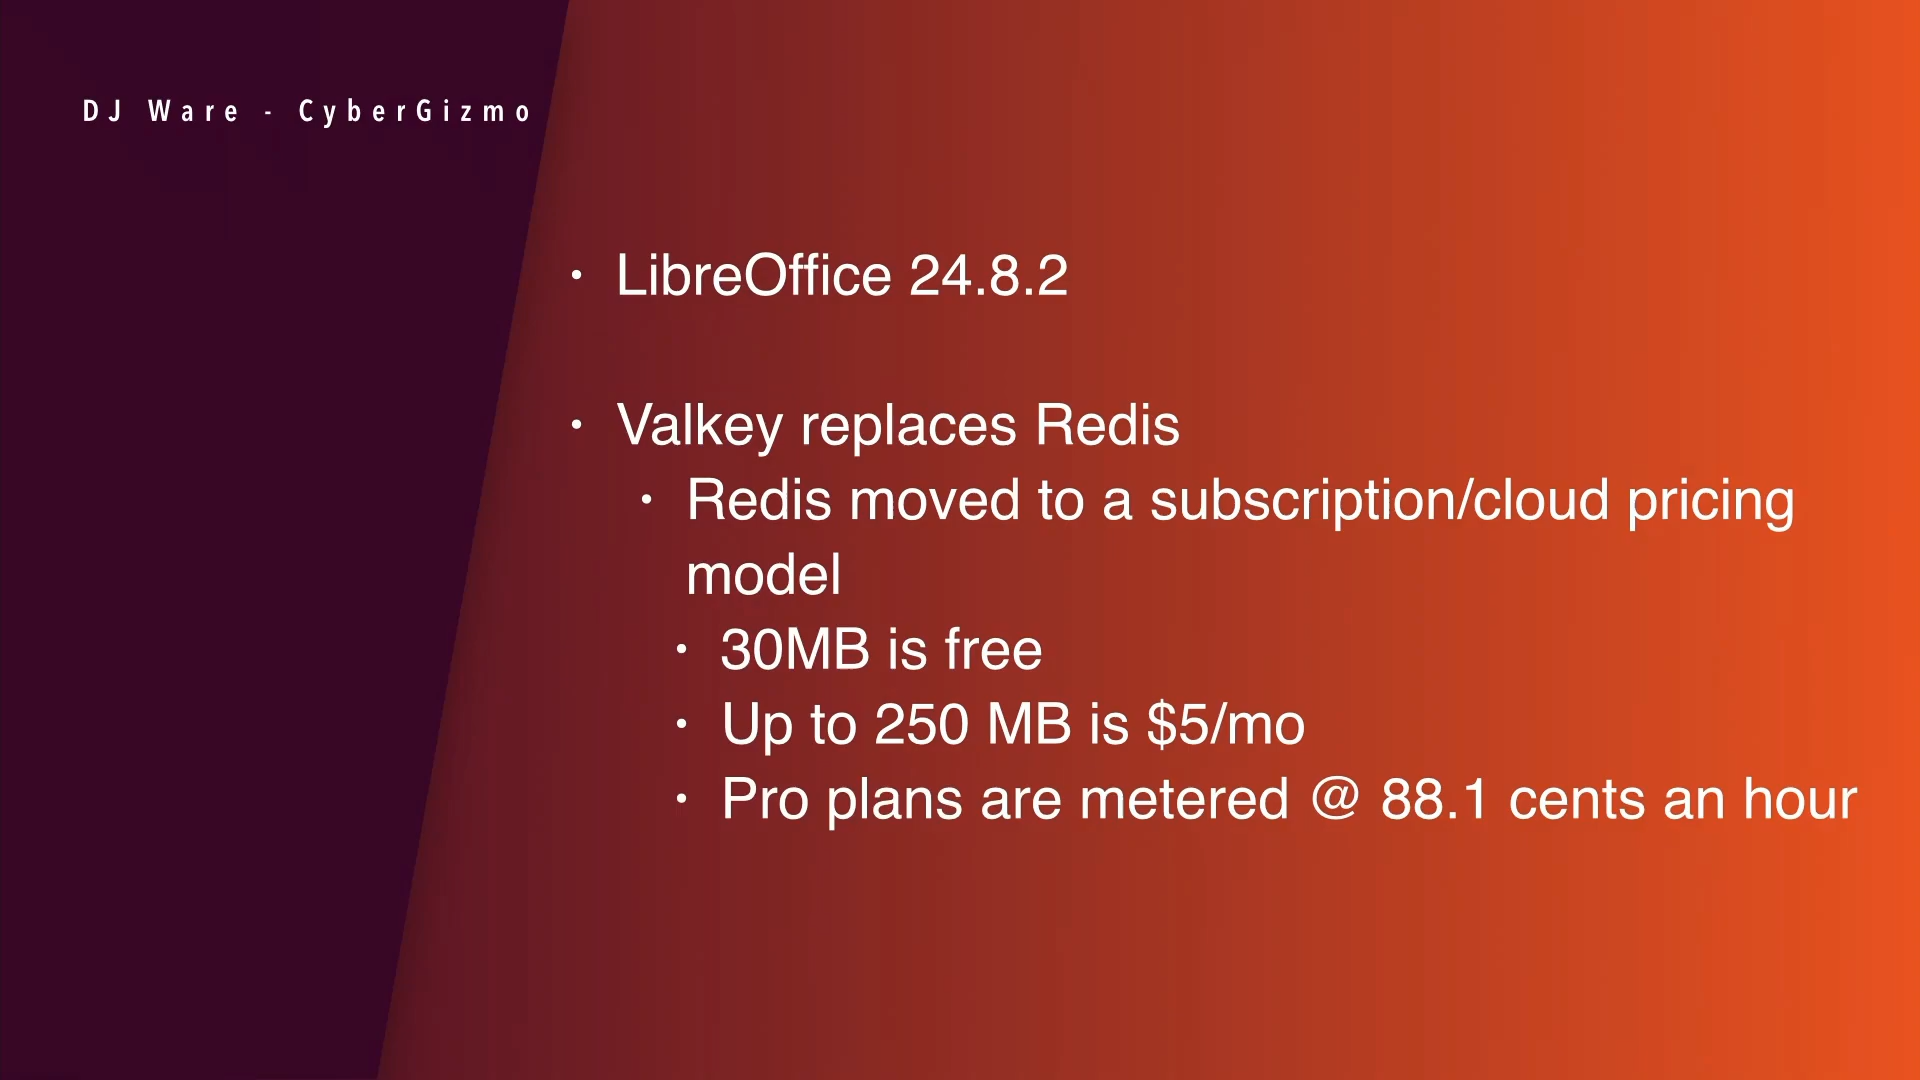 DJ Ware - CyberGizmo
• LibreOffice 24.8.2
• Valkey replaces Redis
• Redis moved to a subscription/cloud pricing
model
• 30MB is free
• Up to 250 MB is $5/mo
• Pro plans are metered @ 88.1 cents an hour